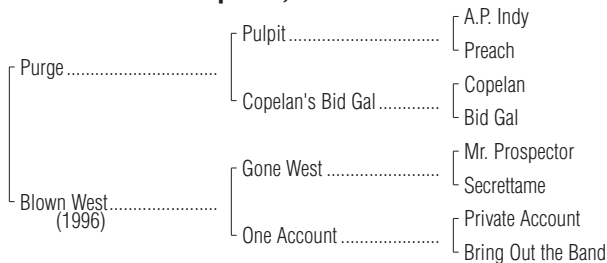 A.P. Indy
Pulpit
Preach
Purge
Copelan
Copelan's Bid Gal
Bid Gal
Mr. Prospector
Gone West
Secrettame
Blown West
(1996)
Private Account
One Account
Bring Out the Band